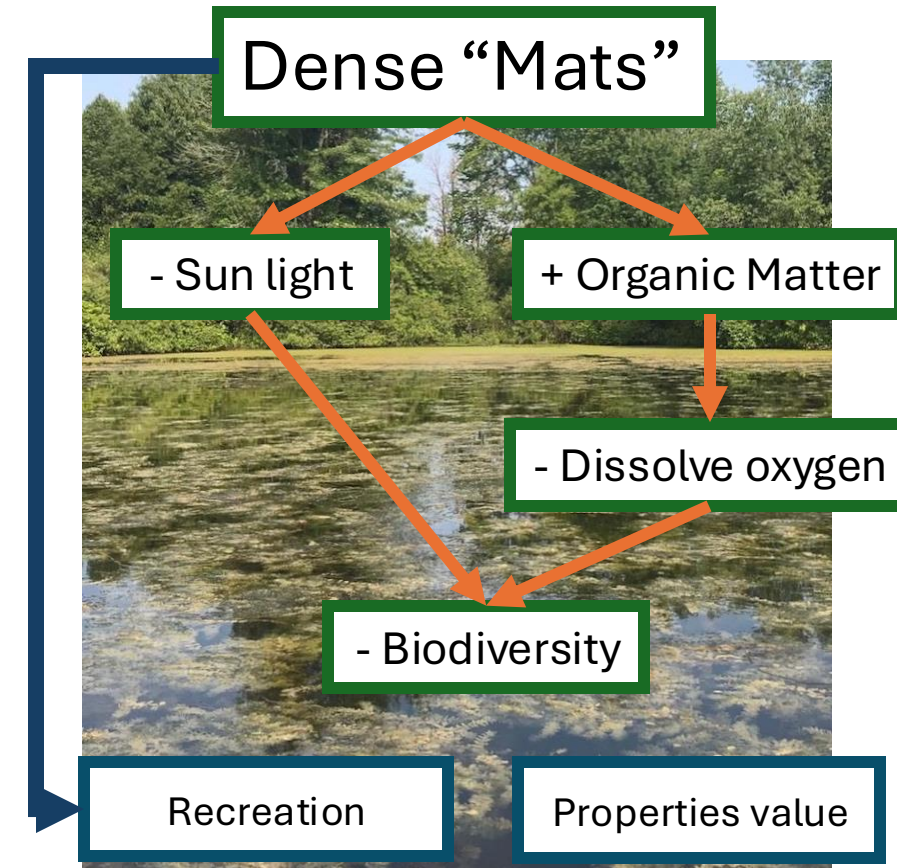 Dense “Mats”
- Sun light
+ Organic Matter
- Dissolve oxygen
- Biodiversity
Recreation
Properties value